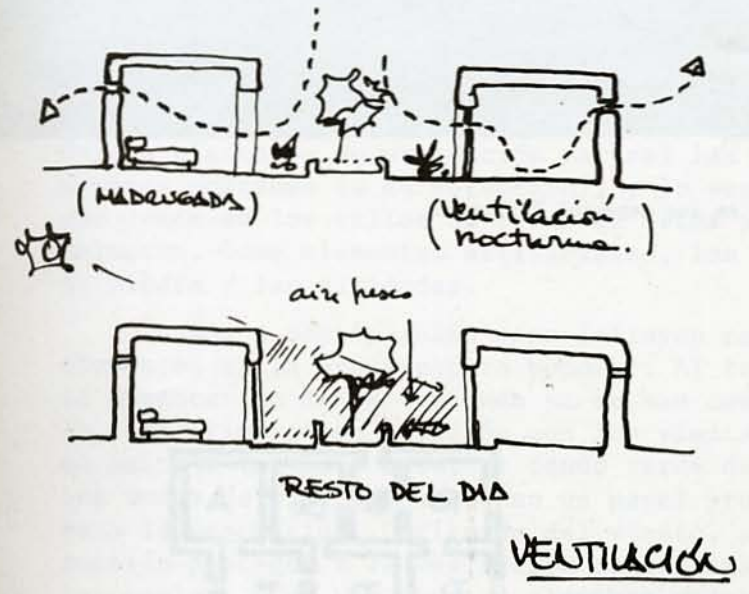 (MADRUGADA)
(Ventilación
nocturna.)
aire fresco
RESTO DEL DIA
VENTILACIÓN